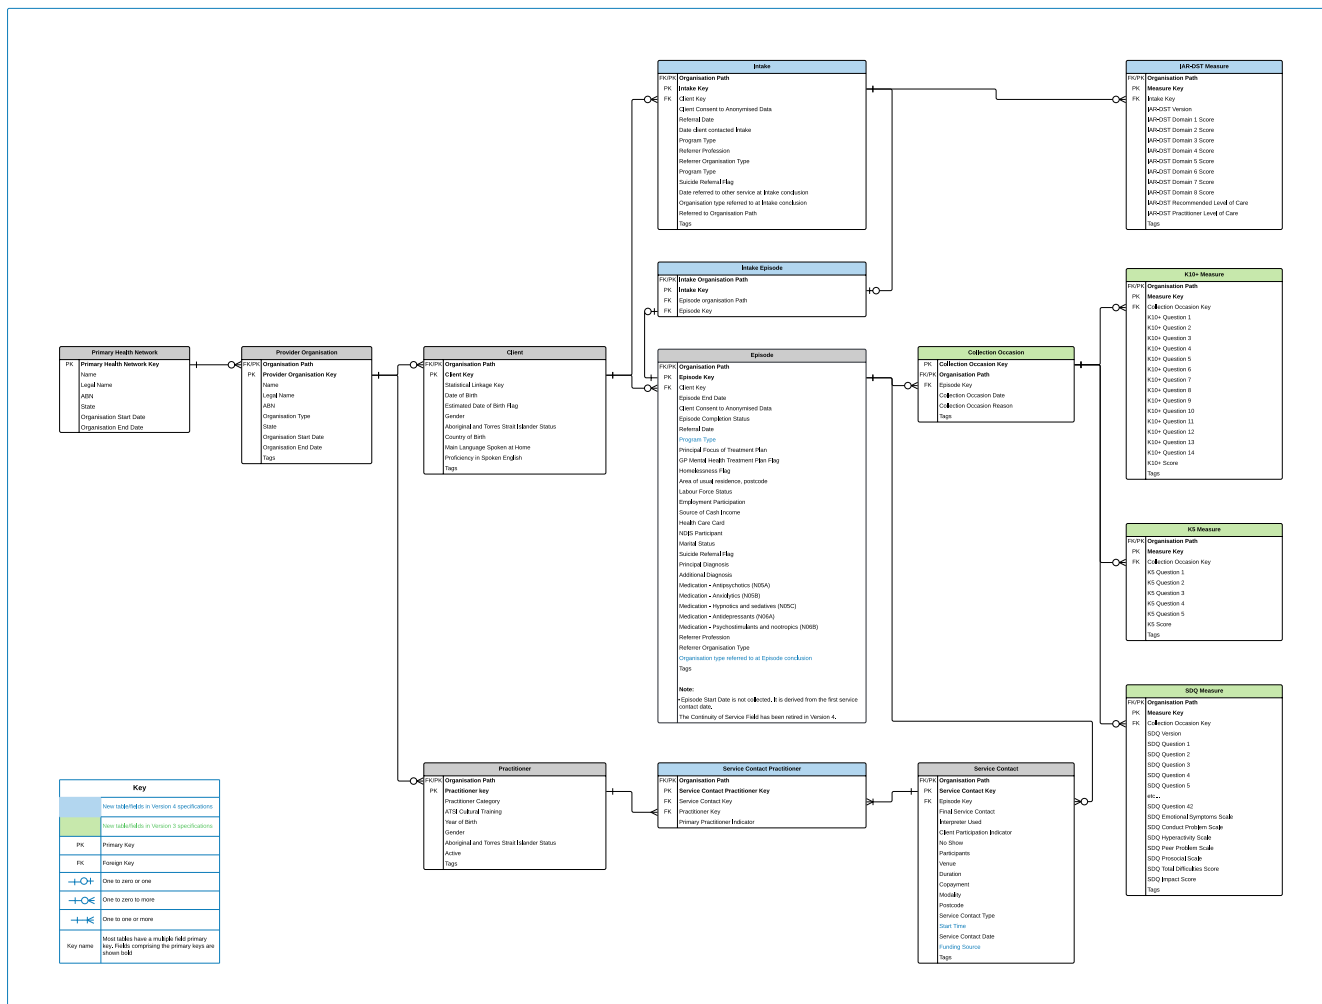 Intake
FK/PK Organisation Path
PK Intake Key
FK Client Key
Client Consent to Anonymised Data
Referral Date
Date client contacted Intake
Program Type
Referrer Profession
Referrer Organisation Type
Program Type
Suicide Referral Flag
Date referred to other service at Intake conclusion
Organisation type referred to at Intake conclusion
Referred to Organisation Path
Tags
IAR-DST Measure
FK/PK Organisation Path
PK Measure Key
FK Intake Key
IAR-DST Version
IAR-DST Domain 1 Score
IAR-DST Domain 2 Score
IAR-DST Domain 3 Score
IAR-DST Domain 4 Score
IAR-DST Domain 5 Score
IAR-DST Domain 6 Score
IAR-DST Domain 7 Score
IAR-DST Domain 8 Score
IAR-DST Recommended Level of Care
IAR-DST Practitioner Level of Care
Tags
Intake Episode
FK/PK Intake Organisation Path
PK Intake Key
FK Episode organisation Path
FK Episode Key
K10+ Measure
FK/PK Organisation Path
PK Measure Key
FK Collection Occasion Key
K10+ Question 1
K10+ Question 2
K10+ Question 3
K10+ Question 4
K10+ Question 5
K10+ Question 6
K10+ Question 7
K10+ Question 8
K10+ Question 9
K10+ Question 10
K10+ Question 11
K10+ Question 12
K10+ Question 13
K10+ Question 14
K10+ Score
Tags
Primary Health Network
PK Primary Health Network Key
Name
Legal Name
ABN
State
Organisation Start Date
Organisation End Date
Provider Organisation
FK/PK Organisation Path
PK Provider Organisation Key
Name
Legal Name
ABN
Organisation Type
State
Organisation Start Date
Organisation End Date
Tags
Client
FK/PK Organisation Path
PK Client Key
Statistical Linkage Key
Date of Birth
Estimated Date of Birth Flag
Gender
Aboriginal and Torres Strait Islander Status
Country of Birth
Main Language Spoken at Home
Proficiency in Spoken English
Tags
Episode
FK/PK Organisation Path
PK Episode Key
FK Client Key
Episode End Date
Client Consent to Anonymised Data
Episode Completion Status
Referral Date
Program Type
Principal Focus of Treatment Plan
GP Mental Health Treatment Plan Flag
Homelessness Flag
Area of usual residence, postcode
Labour Force Status
Employment Participation
Source of Cash Income
Health Care Card
NDIS Participant
Marital Status
Suicide Referral Flag
Principal Diagnosis
Additional Diagnosis
Medication - Antipsychotics (N05A)
Medication - Anxiolytics (N05B)
Medication - Hypnotics and sedatives (N05C)
Medication - Antidepressants (N06A)
Medication - Psychostimulants and nootropics (N06B)
Referrer Profession
Referrer Organisation Type
Organisation type referred to at Episode conclusion
Tags
Note:
• Episode Start Date is not collected. It is derived from the first service
contact date.
The Continuity of Service Field has been retired in Version 4.
Collection Occasion
PK Collection Occasion Key
FK/PK Organisation Path
FK Episode Key
Collection Occasion Date
Collection Occasion Reason
Tags
K5 Measure
FK/PK Organisation Path
PK Measure Key
FK Collection Occasion Key
K5 Question 1
K5 Question 2
K5 Question 3
K5 Question 4
K5 Question 5
K5 Score
Tags
SDQ Measure
FK/PK Organisation Path
PK Measure Key
FK Collection Occasion Key
SDQ Version
SDQ Question 1
SDQ Question 2
SDQ Question 3
SDQ Question 4
SDQ Question 5
etc...
SDQ Question 42
SDQ Emotional Symptoms Scale
SDQ Conduct Problem Scale
SDQ Hyperactivity Scale
SDQ Peer Problem Scale
SDQ Prosocial Scale
SDQ Total Difficulties Score
SDQ Impact Score
Tags
Practitioner
FK/PK Organisation Path
PK Practitioner key
Practitioner Category
ATSI Cultural Training
Year of Birth
Gender
Aboriginal and Torres Strait Islander Status
Active
Tags
Service Contact Practitioner
FK/PK Organisation Path
PK Service Contact Practitioner Key
FK Service Contact Key
FK Practitioner Key
Primary Practitioner Indicator
Service Contact
FK/PK Organisation Path
PK Service Contact Key
FK Episode Key
Final Service Contact
Interpreter Used
Client Participation Indicator
No Show
Participants
Venue
Duration
Copayment
Modality
Postcode
Service Contact Type
Start Time
Service Contact Date
Funding Source
Tags
Key
New table/fields in Version 4 specifications
New table/fields in Version 3 specifications
PK Primary Key
FK Foreign Key
One to zero or one
One to zero to more
One to one or more
Key name Most tables have a multiple field primary
key. Fields comprising the primary keys are
shown bold